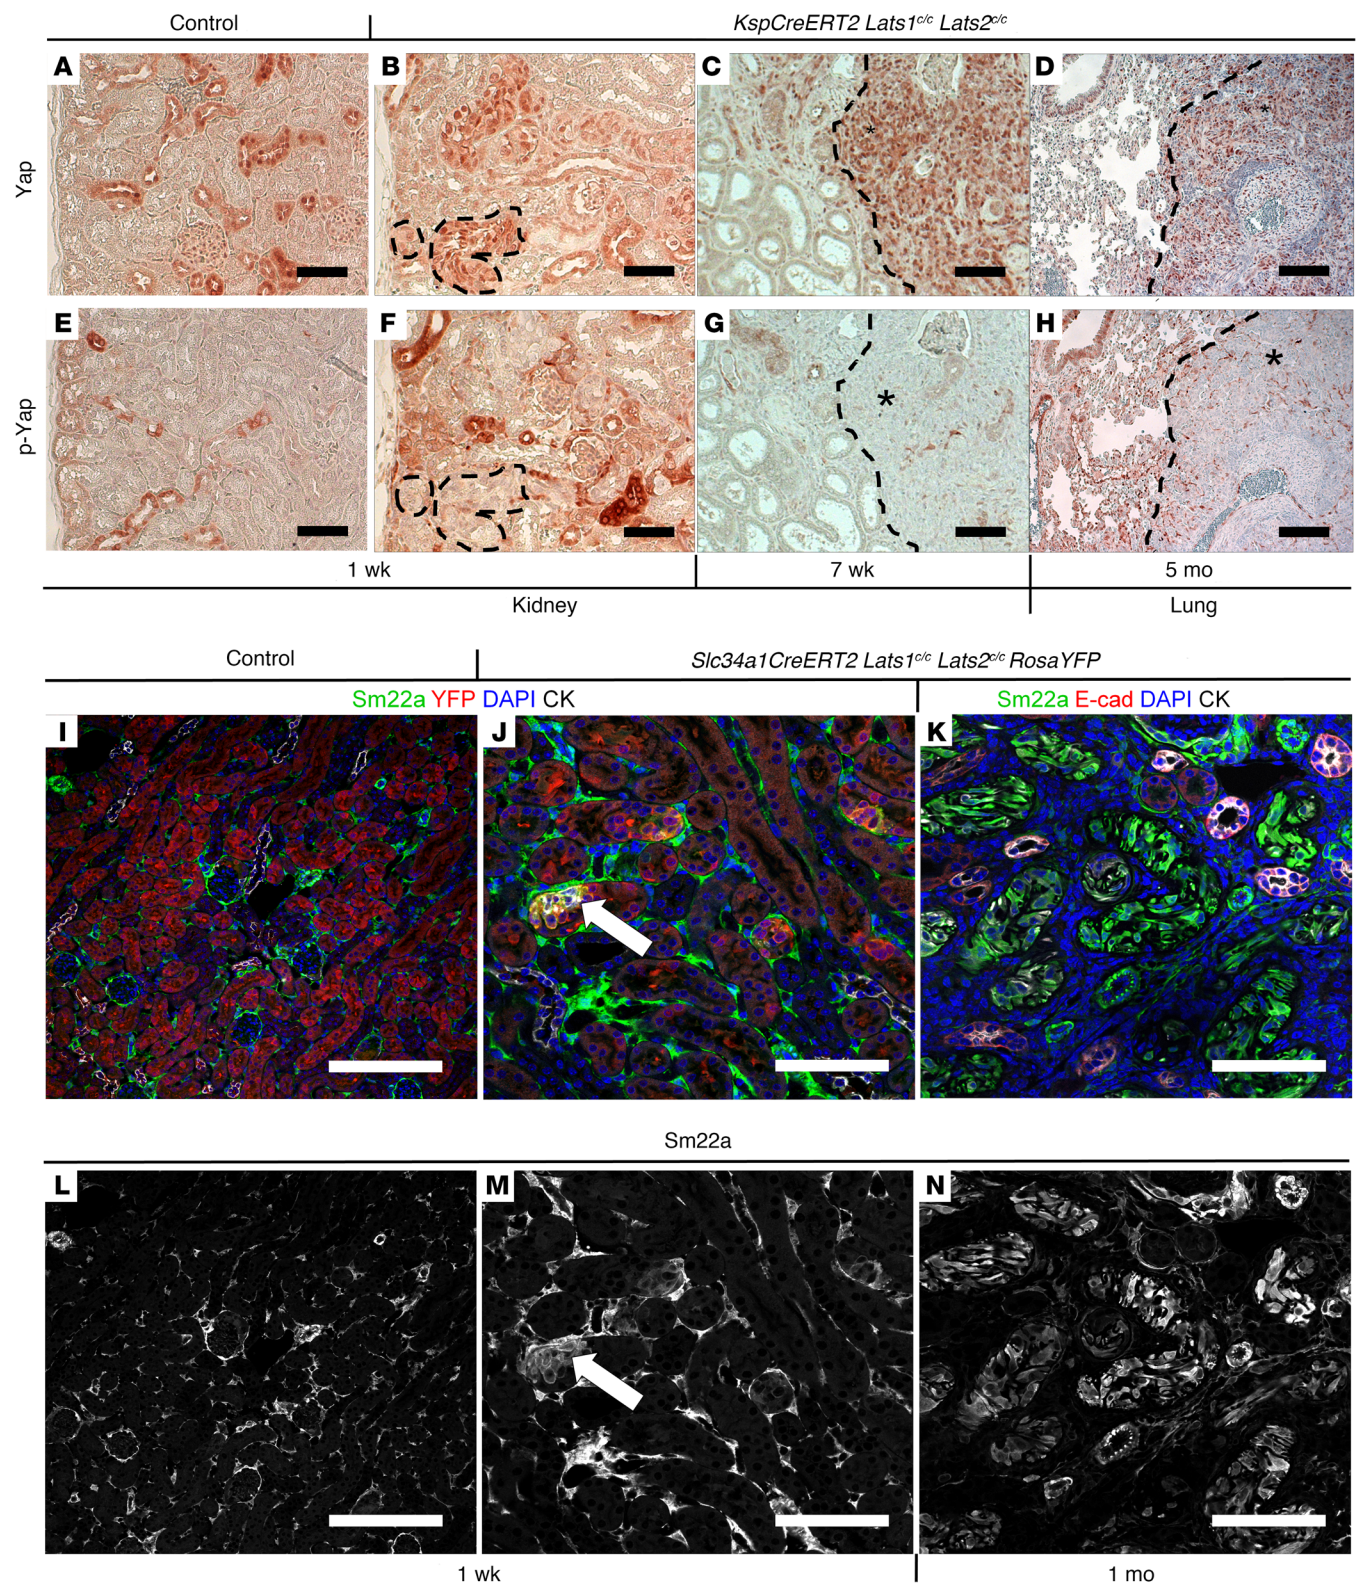 Control KspCreERT2 Lats1c/c Lats2c/c
A B C D
Yap
* *
E F G H
p-Yap
* *
1 wk 7 wk 5 mo
Kidney Lung
Control Slc34a1CreERT2 Lats1c/c Lats2c/c RosaYFP
Sm22a YFP DAPI CK Sm22a E-cad DAPI CK
I J K
Sm22a
L M N
1 wk 1 mo